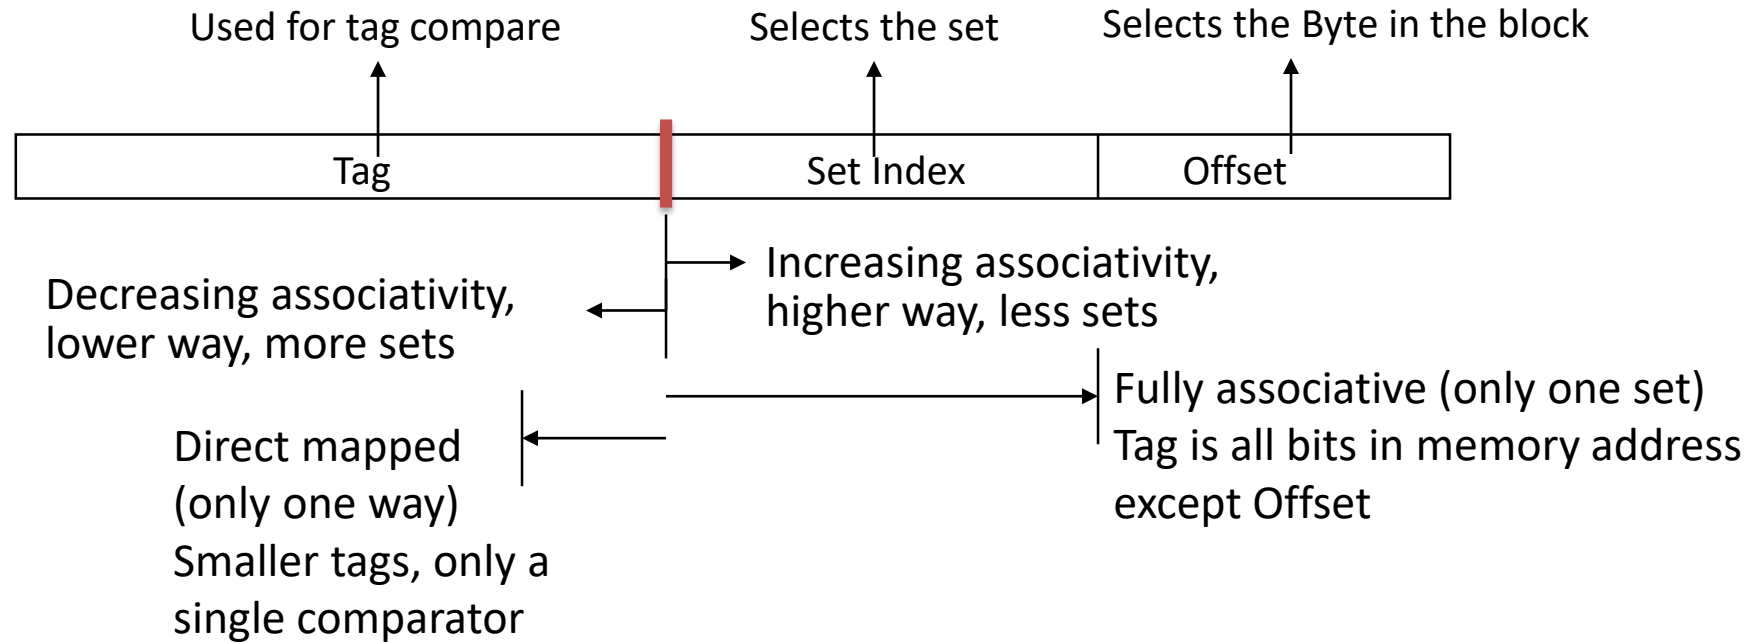 Used for tag compare
Selects the set
Selects the Byte in the block
Tag
Set Index
Offset
Decreasing associativity,
lower way, more sets
Increasing associativity,
higher way, less sets
Direct mapped
(only one way)
Smaller tags, only a
single comparator
Fully associative (only one set)
Tag is all bits in memory address
except Offset